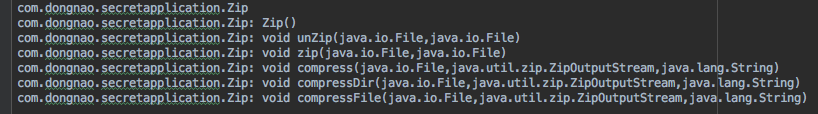 com.dongnao.secretapplication.Zip
com.dongnao.secretapplication.Zip: Zip()
com.dongnao.secretapplication.Zip: void unZip(java.io.File,java.io.File)
com.dongnao.secretapplication.Zip: void zip(java.io.File,java.io.File)
com.dongnao.secretapplication.Zip: void compress(java.io.File,java.util.zip.ZipOutputStream,java.lang.String)
com.dongnao.secretapplication.Zip: void compressDir(java.io.File,java.util.zip.ZipOutputStream,java.lang.String)
com.dongnao.secretapplication.Zip: void compressFile(java.io.File,java.util.zip.ZipOutputStream,java.lang.String)